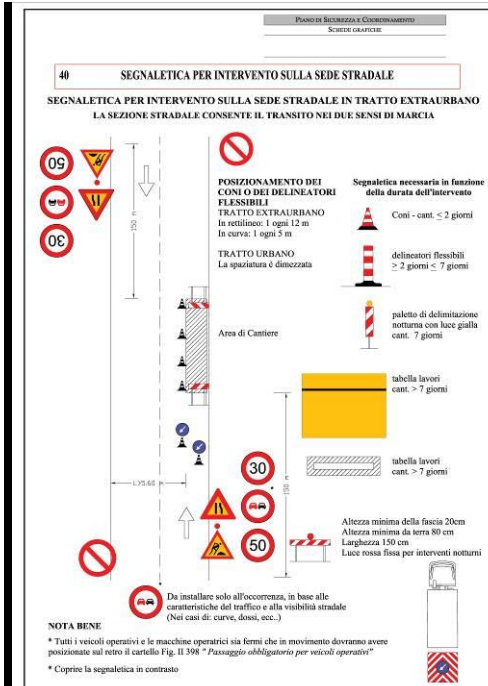 PIANO DI SICUREZZA E COORDINAMENTO
SCHEDE GRAFICHE
40 SEGNALETICA PER INTERVENTO SULLA SEDE STRADALE
SEGNALETICA PER INTERVENTO SULLA SEDE STRADALE IN TRATTO EXTRAURBANO
LA SEZIONE STRADALE CONSENTE IL TRANSITO NEI DUE SENSI DI MARCIA
50
30
150 m
POSIZIONAMENTO DEI
CONI O DEI DELINEATORI
FLESSIBILI
TRATTO EXTRAURBANO
In rettilineo: 1 ogni 12 m
In curva: 1 ogni 5 m
TRATTO URBANO
La spaziatura è dimezzata
Area di Cantiere
Segnaletica necessaria in funzione
della durata dell'intervento
Coni - cant. ≤ 2 giorni
delineatori flessibili
> 2 giorni < 7 giorni
paletto di delimitazione
notturna con luce gialla
cant. 7 giorni
tabella lavori
cant. > 7 giorni
tabella lavori
cant. > 7 giorni
30
*
50
150 m
Altezza minima della fascia 20cm
Altezza minima da terra 80 cm
Larghezza 150 cm
Luce rossa fissa per interventi notturni
Da installare solo all'occorrenza, in base alle
caratteristiche del traffico e alla visibilità stradale
(Nei casi di: curve, dossi, ecc..)
NOTA BENE
* Tutti i veicoli operativi e le macchine operatrici sia fermi che in movimento dovranno avere
posizionate sul retro il cartello Fig. II 398 " Passaggio obbligatorio per veicoli operativi"
* Coprire la segnaletica in contrasto